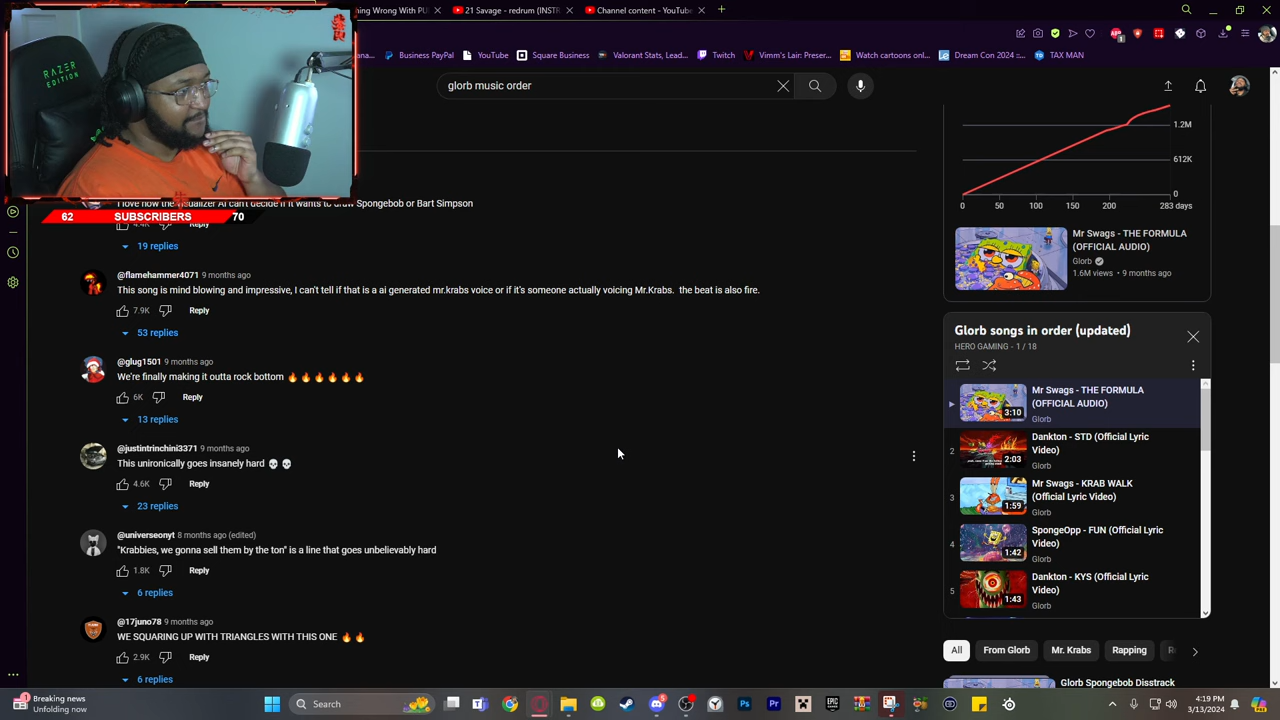 hing Wrong With PU
21 Savage - redrum (INSTR
Channel content - YouTube
RAZER
EDITION
ana...
Business PayPal
YouTube
Square Business
Valorant Stats, Lead...
Twitch
Vimm's Lair: Preser...
Watch cartoons onl...
Dream Con 2024 ::...
TAX MAN
glorb music order
1.2M
612K
0
0
50
100
150
200
283 days
I love how the visualizer AI can't decide if it wants to draw Spongebob or Bart Simpson
62 SUBSCRIBERS 70
4.4K
Reply
19 replies
@flamehammer4071 9 months ago
This song is mind blowing and impressive, I can't tell if that is a ai generated mr.krabs voice or if it's someone actually voicing Mr.Krabs. the beat is also fire.
7.9K
Reply
53 replies
@glug1501 9 months ago
We're finally making it outta rock bottom 🔥🔥🔥🔥🔥🔥
6K
Reply
13 replies
@justintrinchini3371 9 months ago
This unironically goes insanely hard 💀💀
4.6K
Reply
23 replies
@universeonyt 8 months ago (edited)
"Krabbies, we gonna sell them by the ton" is a line that goes unbelievably hard
1.8K
Reply
6 replies
@17juno78 9 months ago
WE SQUARING UP WITH TRIANGLES WITH THIS ONE 🔥🔥
2.9K
Reply
6 replies
Mr Swags - THE FORMULA
(OFFICIAL AUDIO)
Glorb
1.6M views • 9 months ago
Glorb songs in order (updated)
HERO GAMING - 1 / 18
3:10
Mr Swags - THE FORMULA
(OFFICIAL AUDIO)
Glorb
2
2:03
Dankton - STD (Official Lyric
Video)
Glorb
3
1:59
Mr Swags - KRAB WALK
(Official Lyric Video)
Glorb
4
1:42
SpongeOpp - FUN (Official Lyric
Video)
Glorb
5
1:43
Dankton - KYS (Official Lyric
Video)
Glorb
All
From Glorb
Mr. Krabs
Rapping
Glorb Spongebob Disstrack
1
Breaking news
Unfolding now
Search
5
4:19 PM
3/13/2024